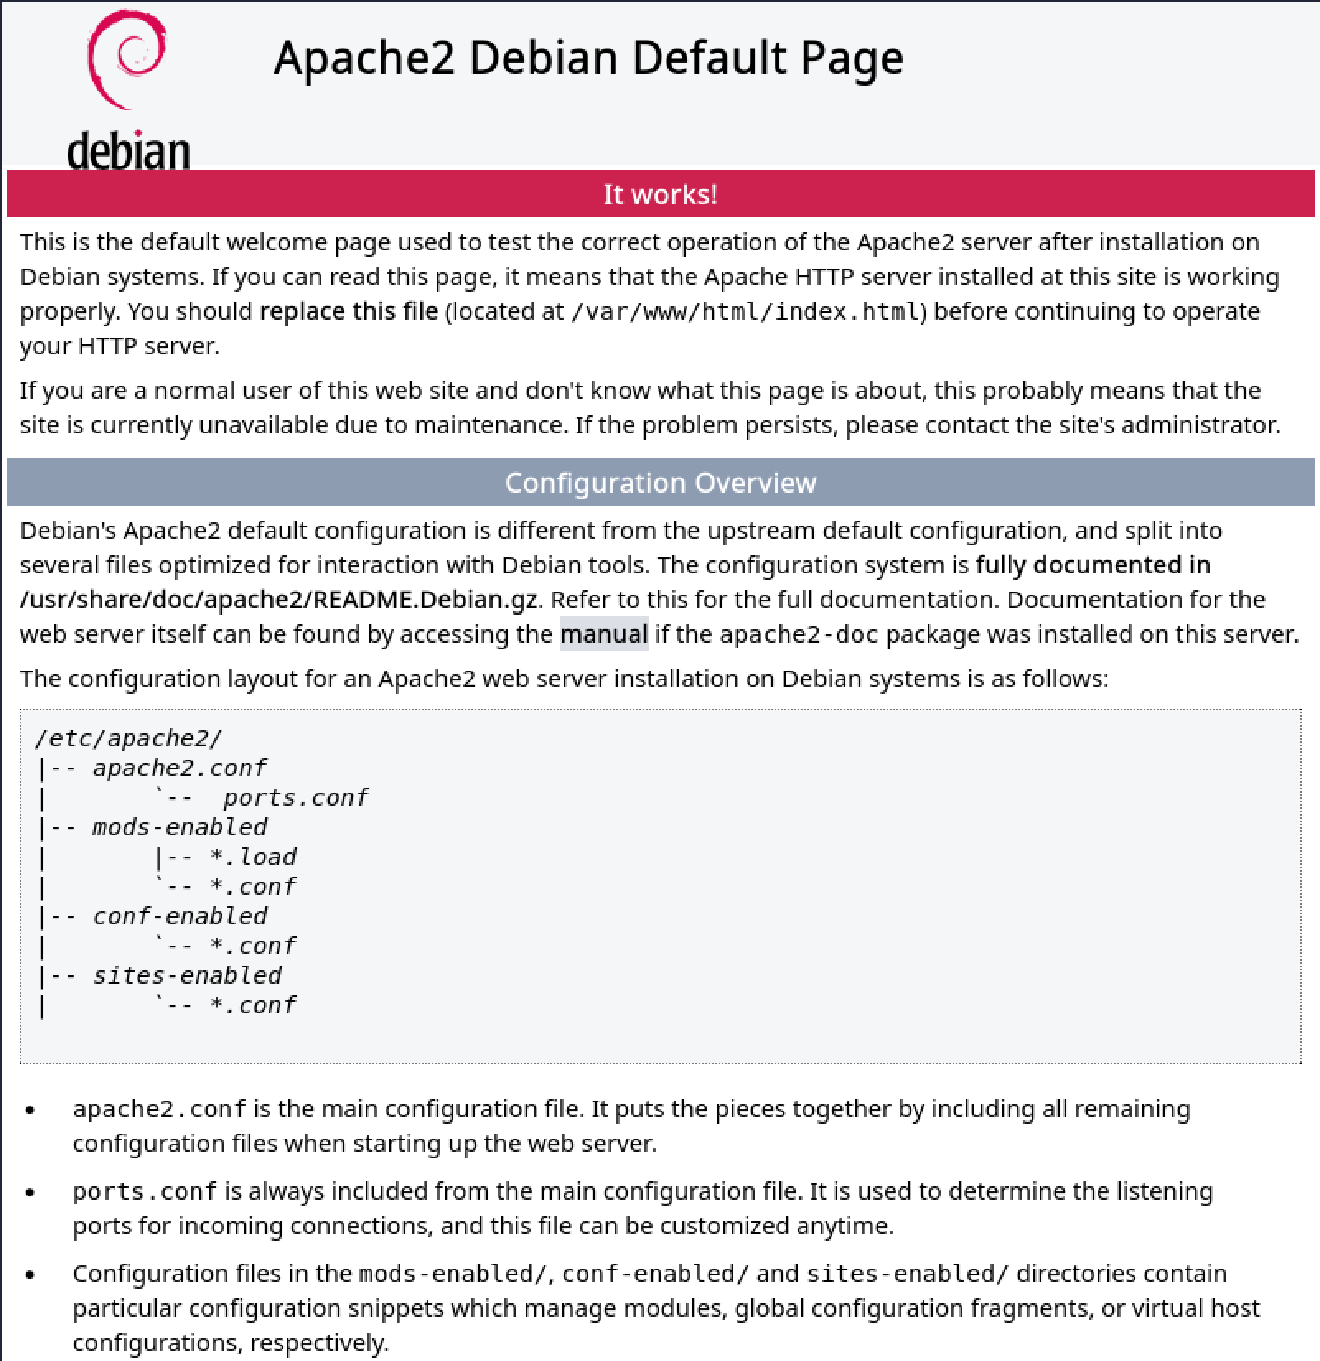 debian
Apache2 Debian Default Page
It works!
This is the default welcome page used to test the correct operation of the Apache2 server after installation on
Debian systems. If you can read this page, it means that the Apache HTTP server installed at this site is working
properly. You should replace this file (located at /var/www/html/index.html) before continuing to operate
your HTTP server.
If you are a normal user of this web site and don't know what this page is about, this probably means that the
site is currently unavailable due to maintenance. If the problem persists, please contact the site's administrator.
Configuration Overview
Debian's Apache2 default configuration is different from the upstream default configuration, and split into
several files optimized for interaction with Debian tools. The configuration system is fully documented in
/usr/share/doc/apache2/README.Debian.gz. Refer to this for the full documentation. Documentation for the
web server itself can be found by accessing the manual if the apache2-doc package was installed on this server.
The configuration layout for an Apache2 web server installation on Debian systems is as follows:
/etc/apache2/
|-- apache2.conf
|       `--  ports.conf
|-- mods-enabled
|       |-- *.load
|       `-- *.conf
|-- conf-enabled
|       `-- *.conf
|-- sites-enabled
|       `-- *.conf
• apache2.conf is the main configuration file. It puts the pieces together by including all remaining
configuration files when starting up the web server.
• ports.conf is always included from the main configuration file. It is used to determine the listening
ports for incoming connections, and this file can be customized anytime.
• Configuration files in the mods-enabled/, conf-enabled/ and sites-enabled/ directories contain
particular configuration snippets which manage modules, global configuration fragments, or virtual host
configurations, respectively.